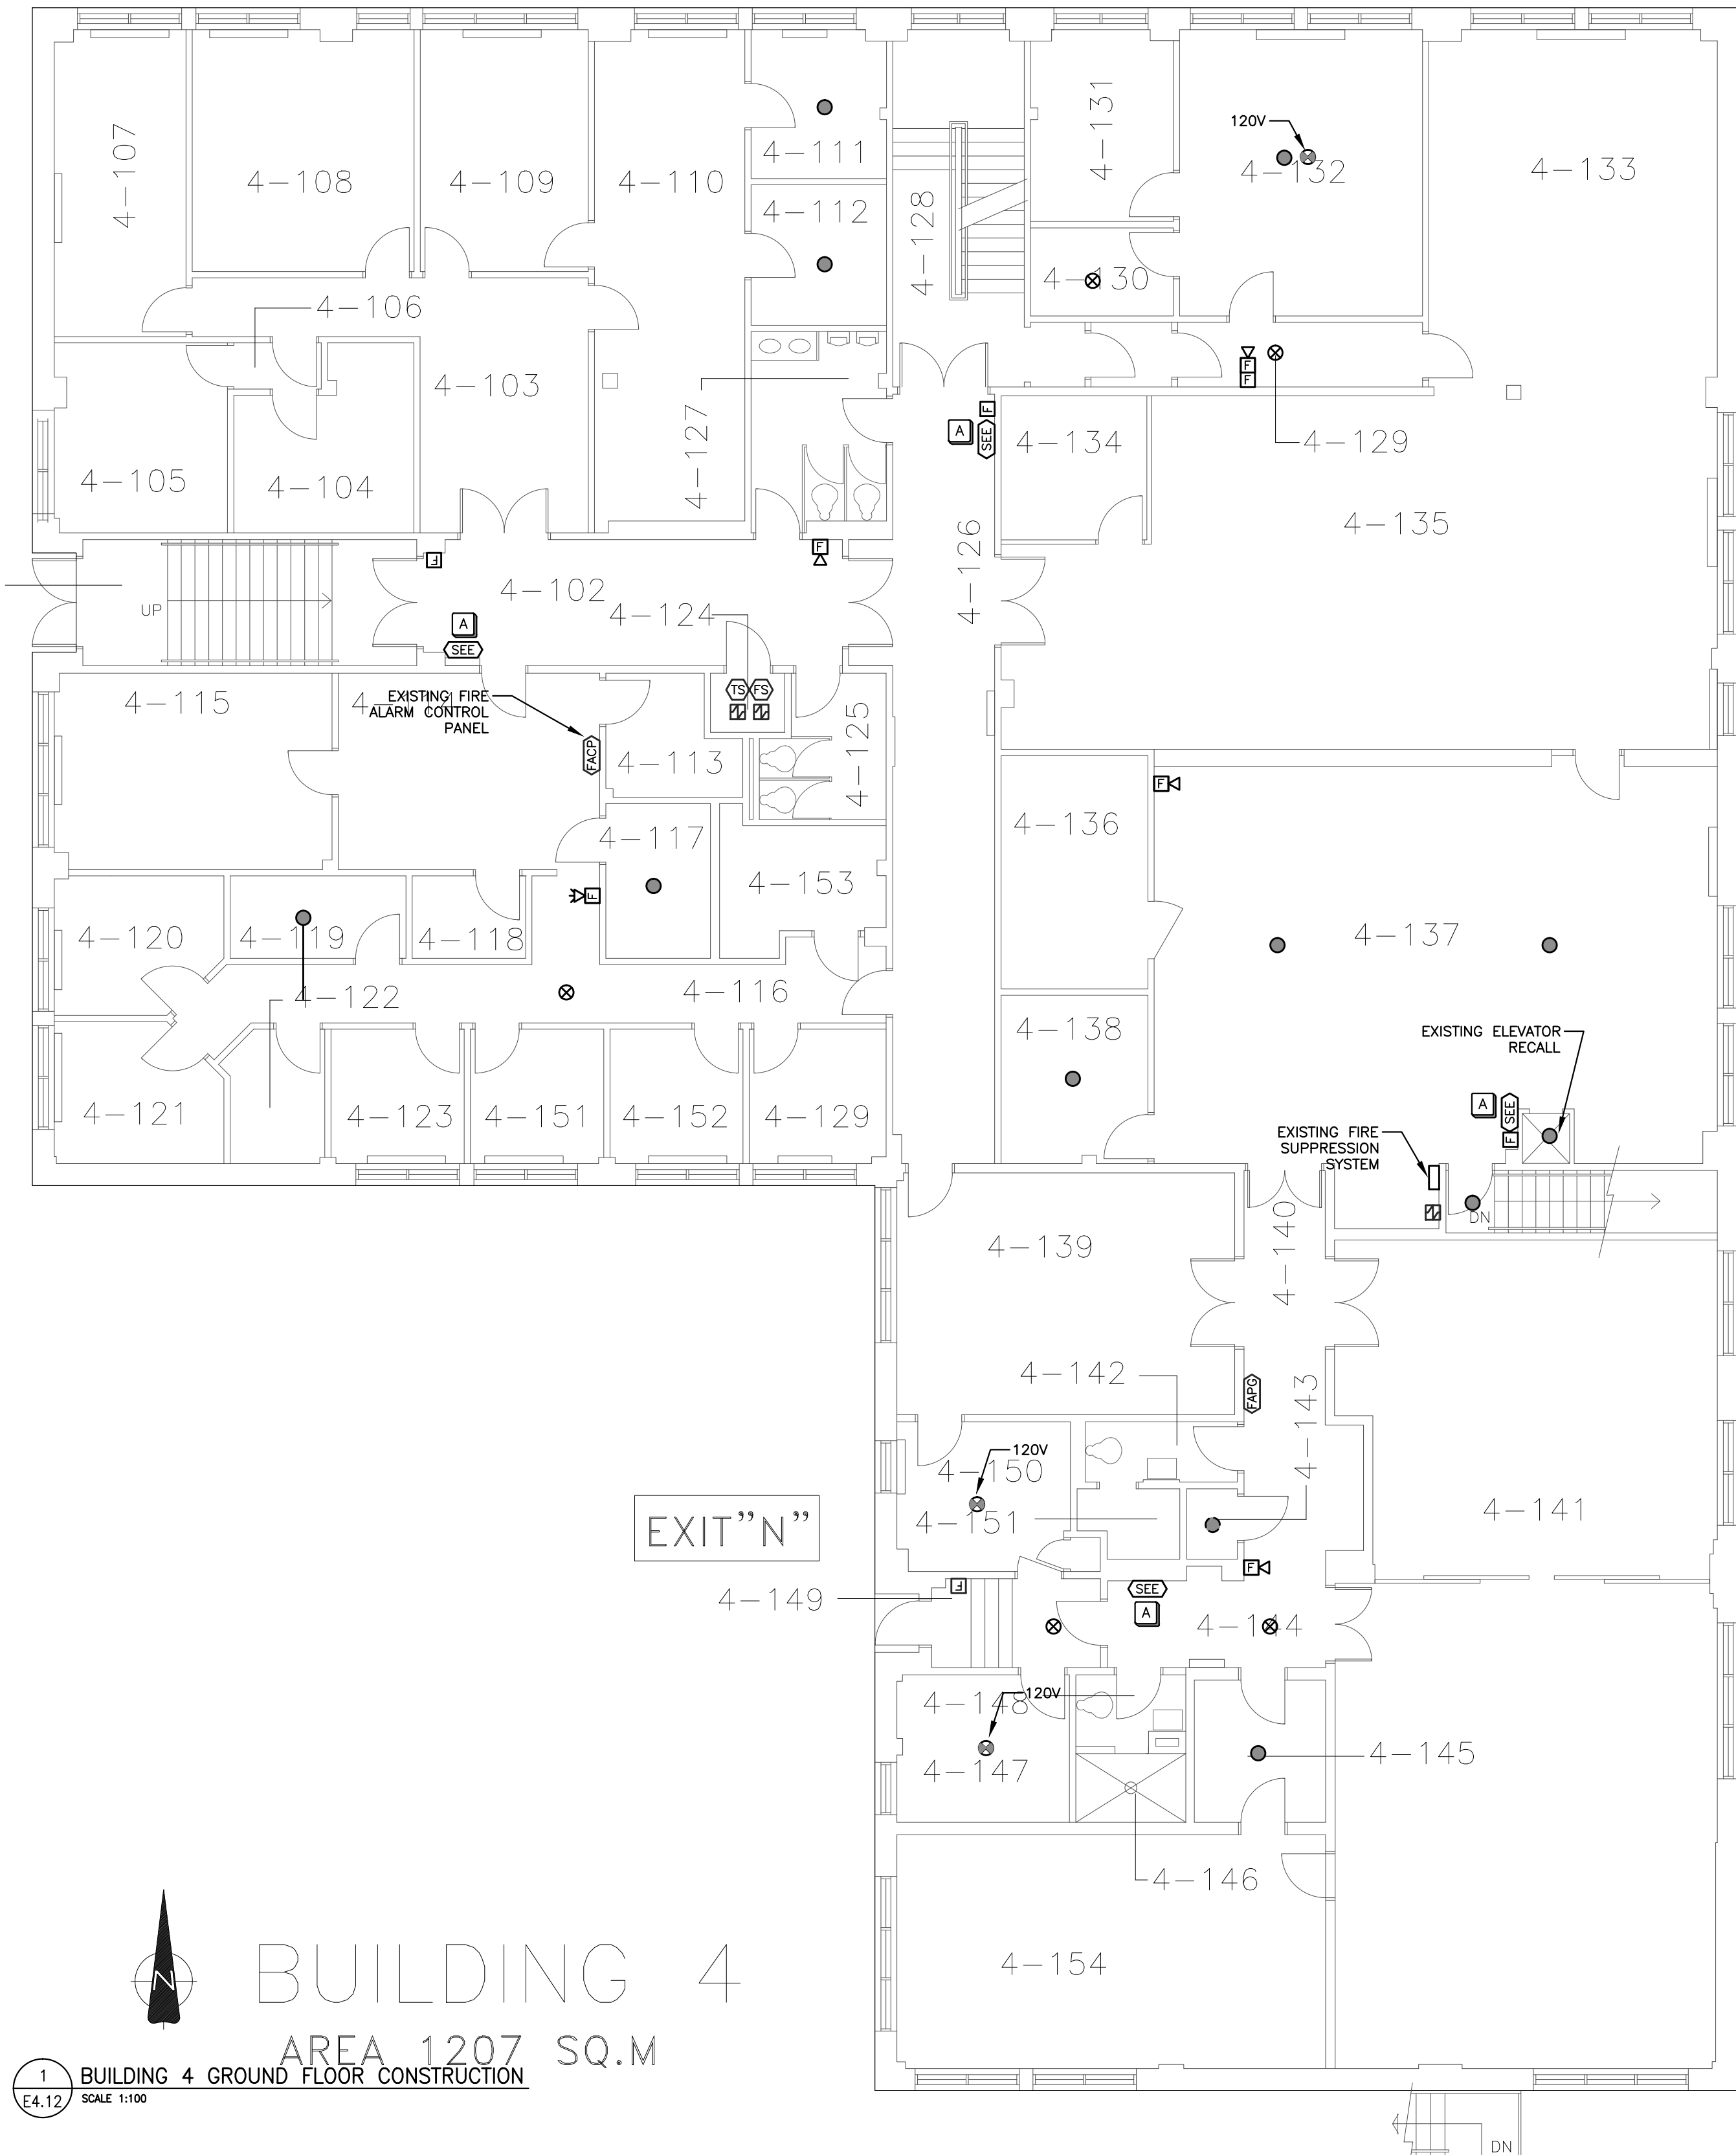 4-107
4-108
4-109
4-110
4-111
4-112
4-128
4-131
4-130
120V
4-132
4-133
4-106
4-103
4-127
4-105
4-104
F
A
SEE
F
F
4-129
4-134
4-135
4-126
UP
F
4-102
F
4-124
A
SEE
4-115
4-114
EXISTING FIRE
ALARM CONTROL
PANEL
FACP
TS
FS
4-113
4-125
4-117
4-153
F
4-136
F
4-137
4-120
4-119
4-118
4-122
4-116
4-138
EXISTING ELEVATOR
RECALL
4-121
4-123
4-151
4-152
4-129
A
SEE
F
EXISTING FIRE
SUPPRESSION
SYSTEM
DN
4-139
4-140
4-142
FAPG
4-143
120V
4-150
4-151
4-141
EXIT"N"
F
4-149
F
SEE
A
4-144
4-148
120V
4-147
4-145
4-146
4-154
N
BUILDING 4
AREA 1207 SQ.M
1
E4.12
BUILDING 4 GROUND FLOOR CONSTRUCTION
SCALE 1:100
DN